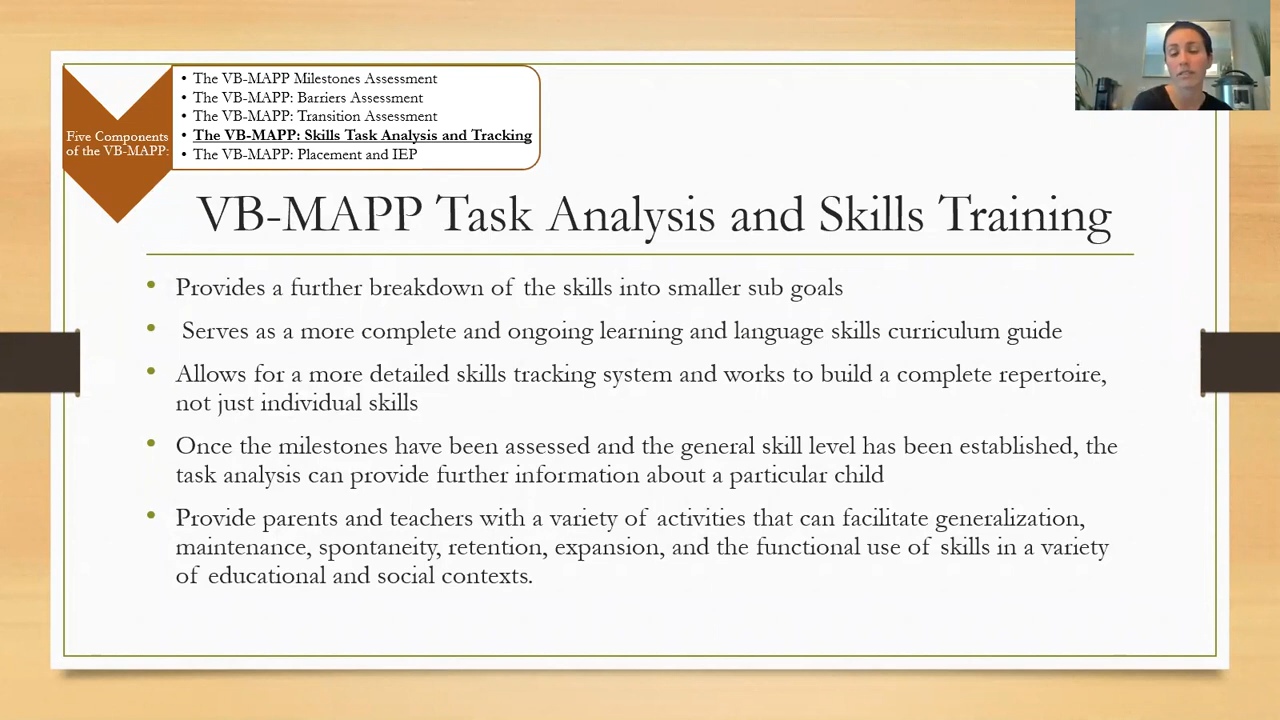 Five Components
of the VB-MAPP:
• The VB-MAPP Milestones Assessment
• The VB-MAPP: Barriers Assessment
• The VB-MAPP: Transition Assessment
• The VB-MAPP: Skills Task Analysis and Tracking
• The VB-MAPP: Placement and IEP
VB-MAPP Task Analysis and Skills Training
• Provides a further breakdown of the skills into smaller sub goals
• Serves as a more complete and ongoing learning and language skills curriculum guide
• Allows for a more detailed skills tracking system and works to build a complete repertoire,
not just individual skills
• Once the milestones have been assessed and the general skill level has been established, the
task analysis can provide further information about a particular child
• Provide parents and teachers with a variety of activities that can facilitate generalization,
maintenance, spontaneity, retention, expansion, and the functional use of skills in a variety
of educational and social contexts.